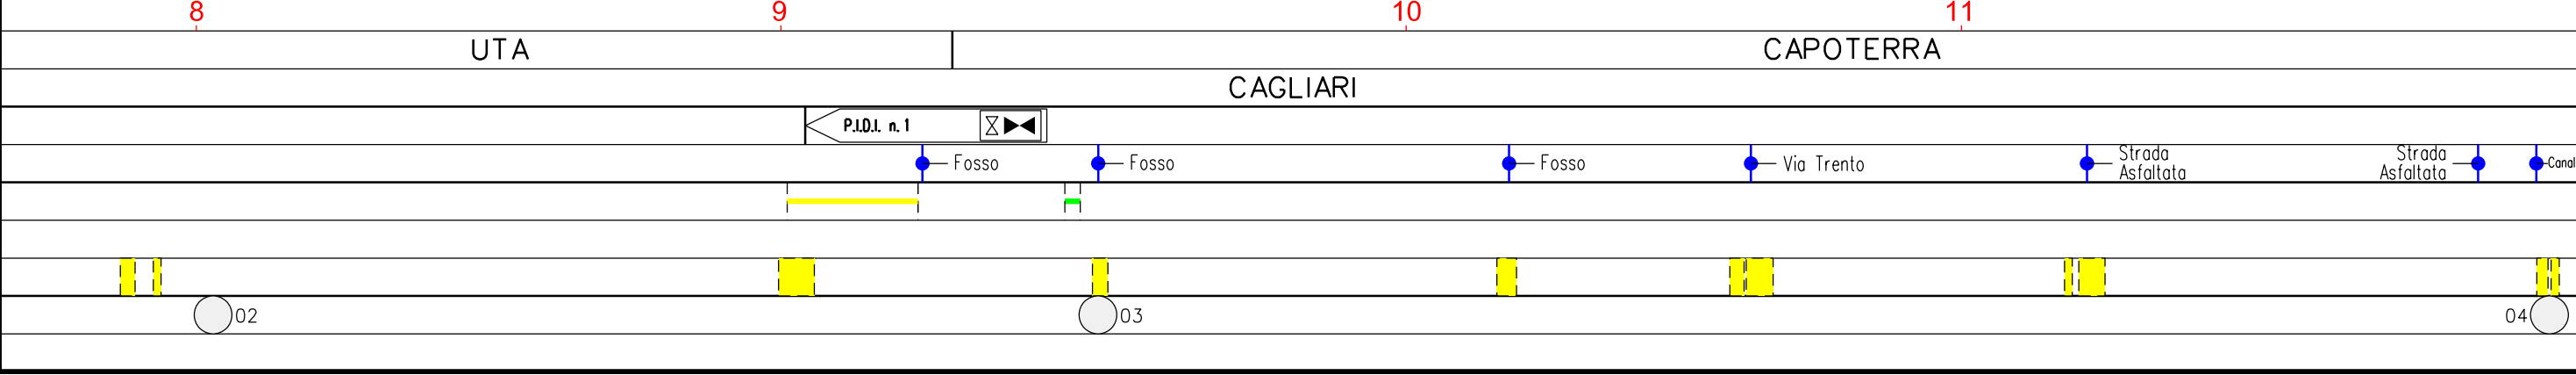 8 9 10 11
UTA CAPOTERRA
CAGLIARI
P.I.D.I. n. 1
Fosso Fosso Fosso Via Trento Strada Asfaltata Strada Asfaltata Canal
02 03 04